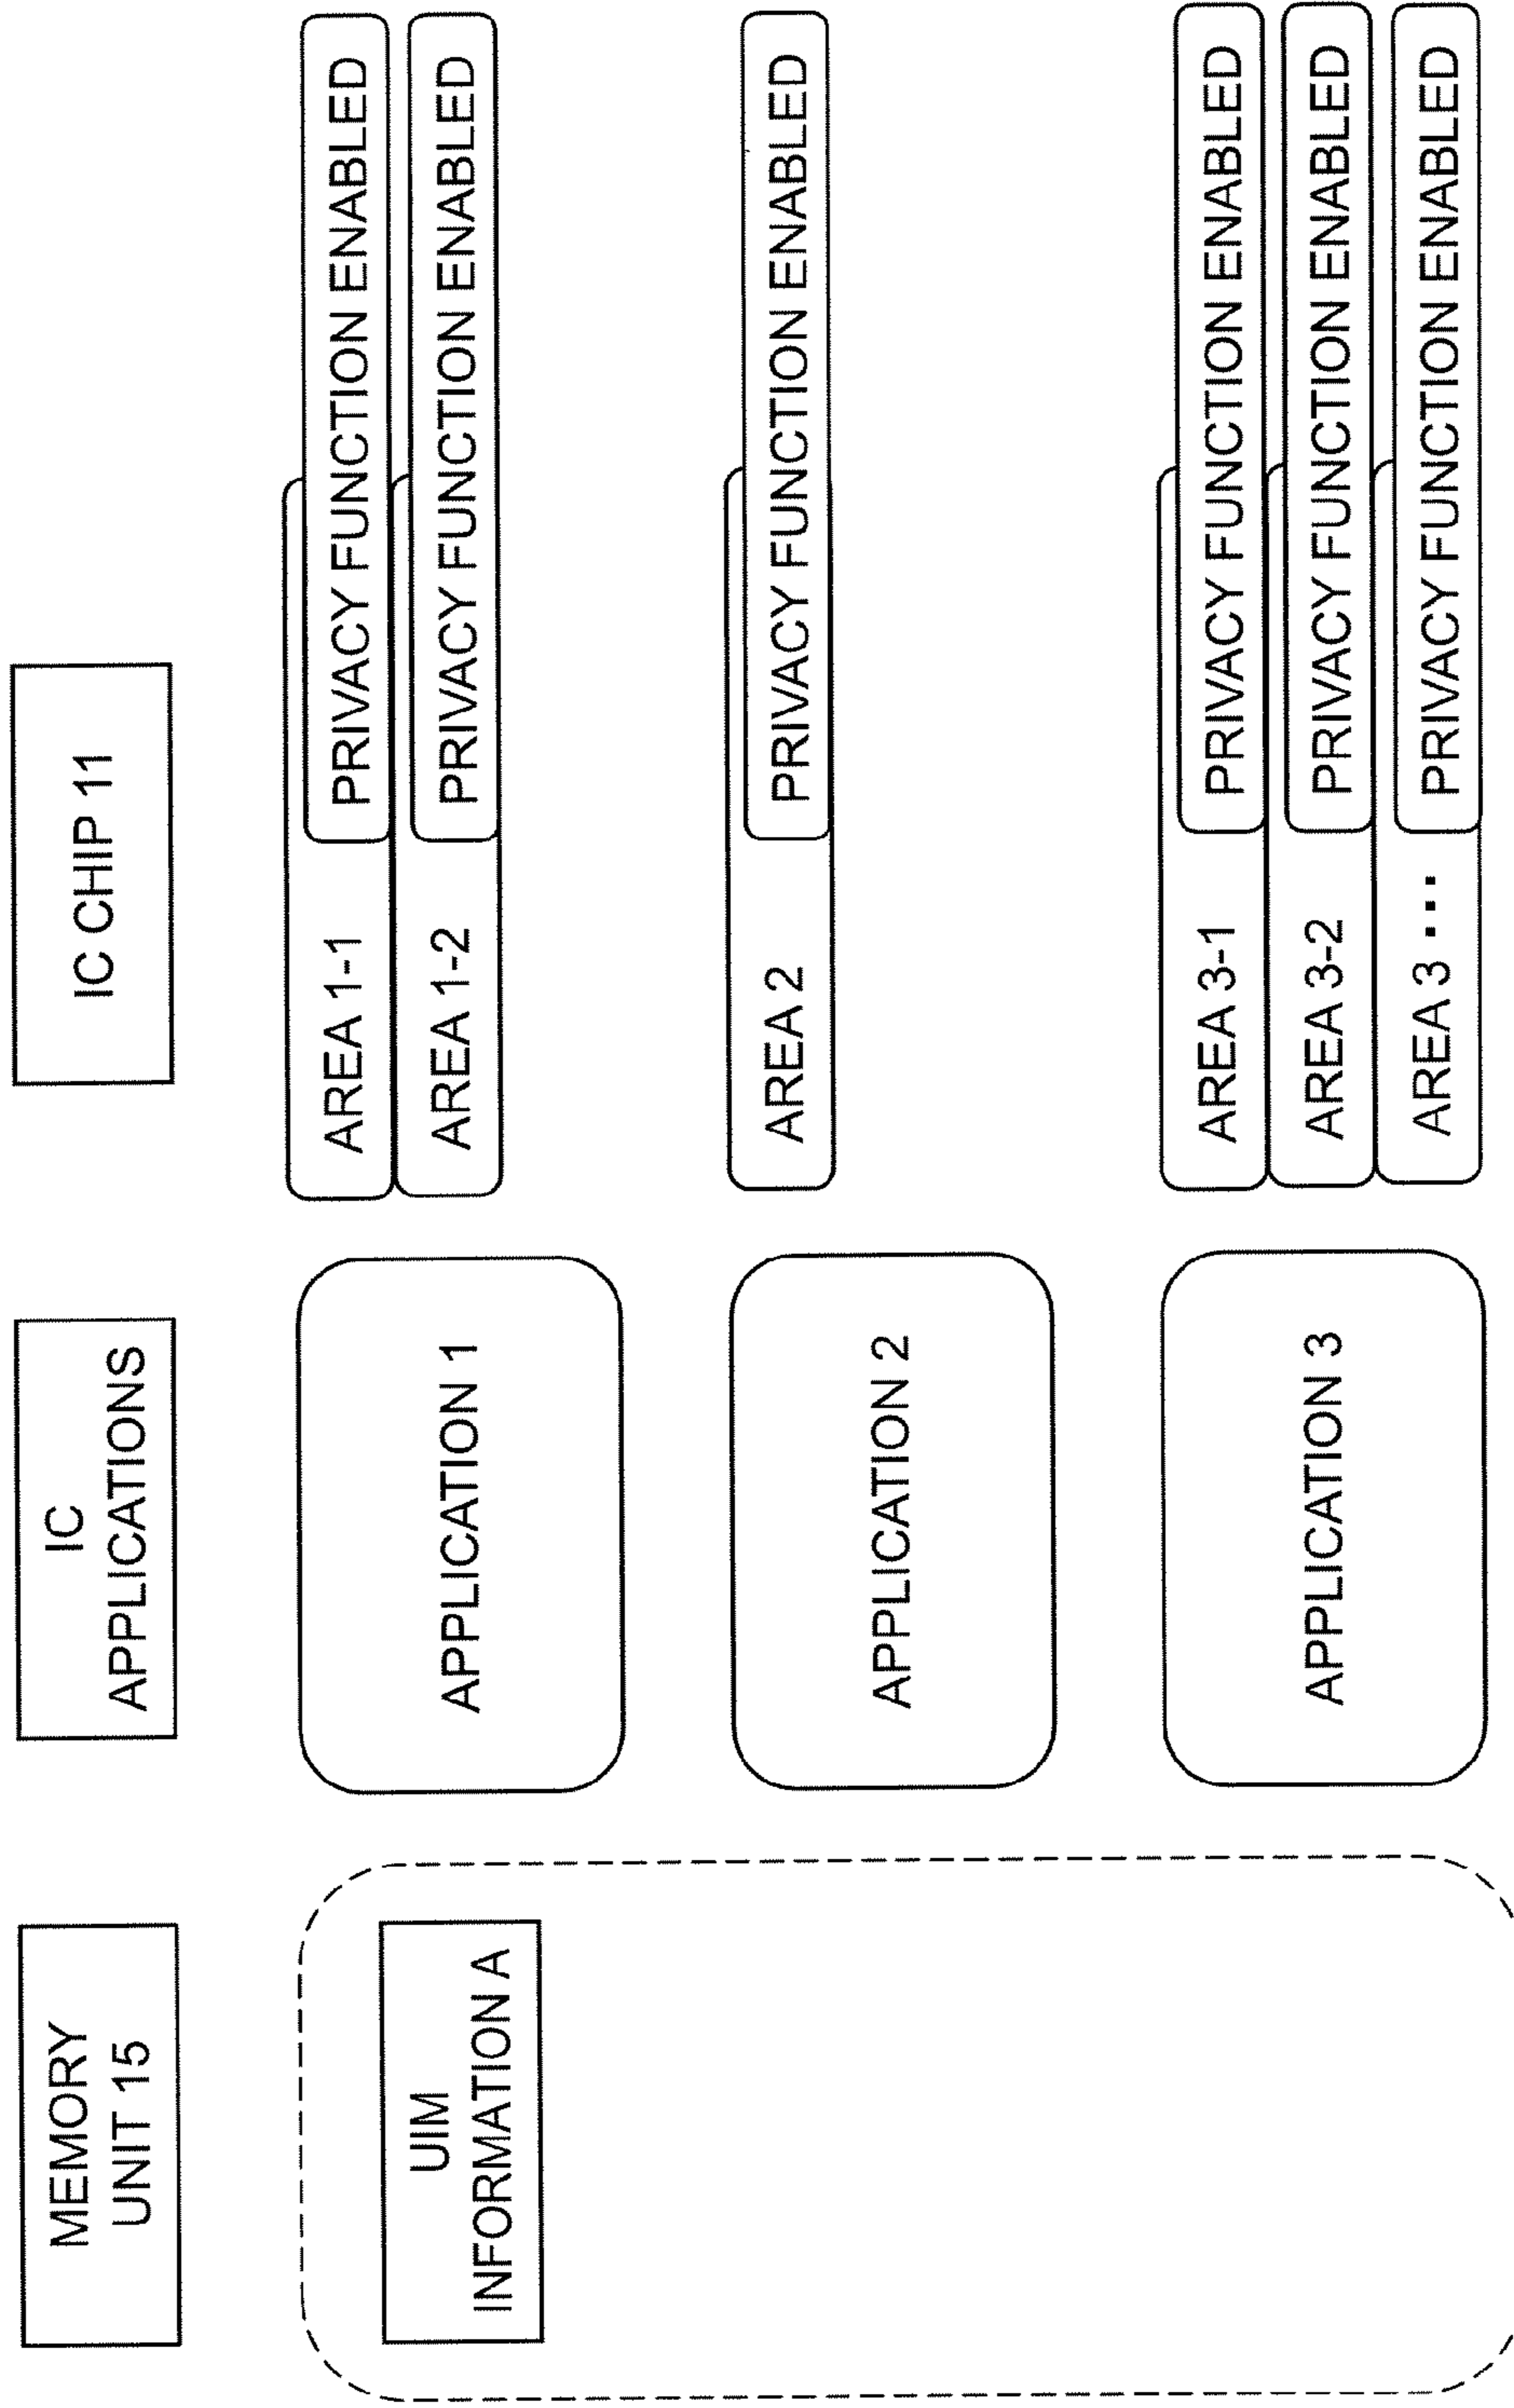 MEMORY
UNIT 15
IC
APPLICATIONS
IC CHIP 11
UIM
INFORMATION A
APPLICATION 1
AREA 1-1
PRIVACY FUNCTION ENABLED
AREA 1-2
PRIVACY FUNCTION ENABLED
APPLICATION 2
AREA 2
PRIVACY FUNCTION ENABLED
APPLICATION 3
AREA 3-1
PRIVACY FUNCTION ENABLED
AREA 3-2
PRIVACY FUNCTION ENABLED
AREA 3 ...
PRIVACY FUNCTION ENABLED